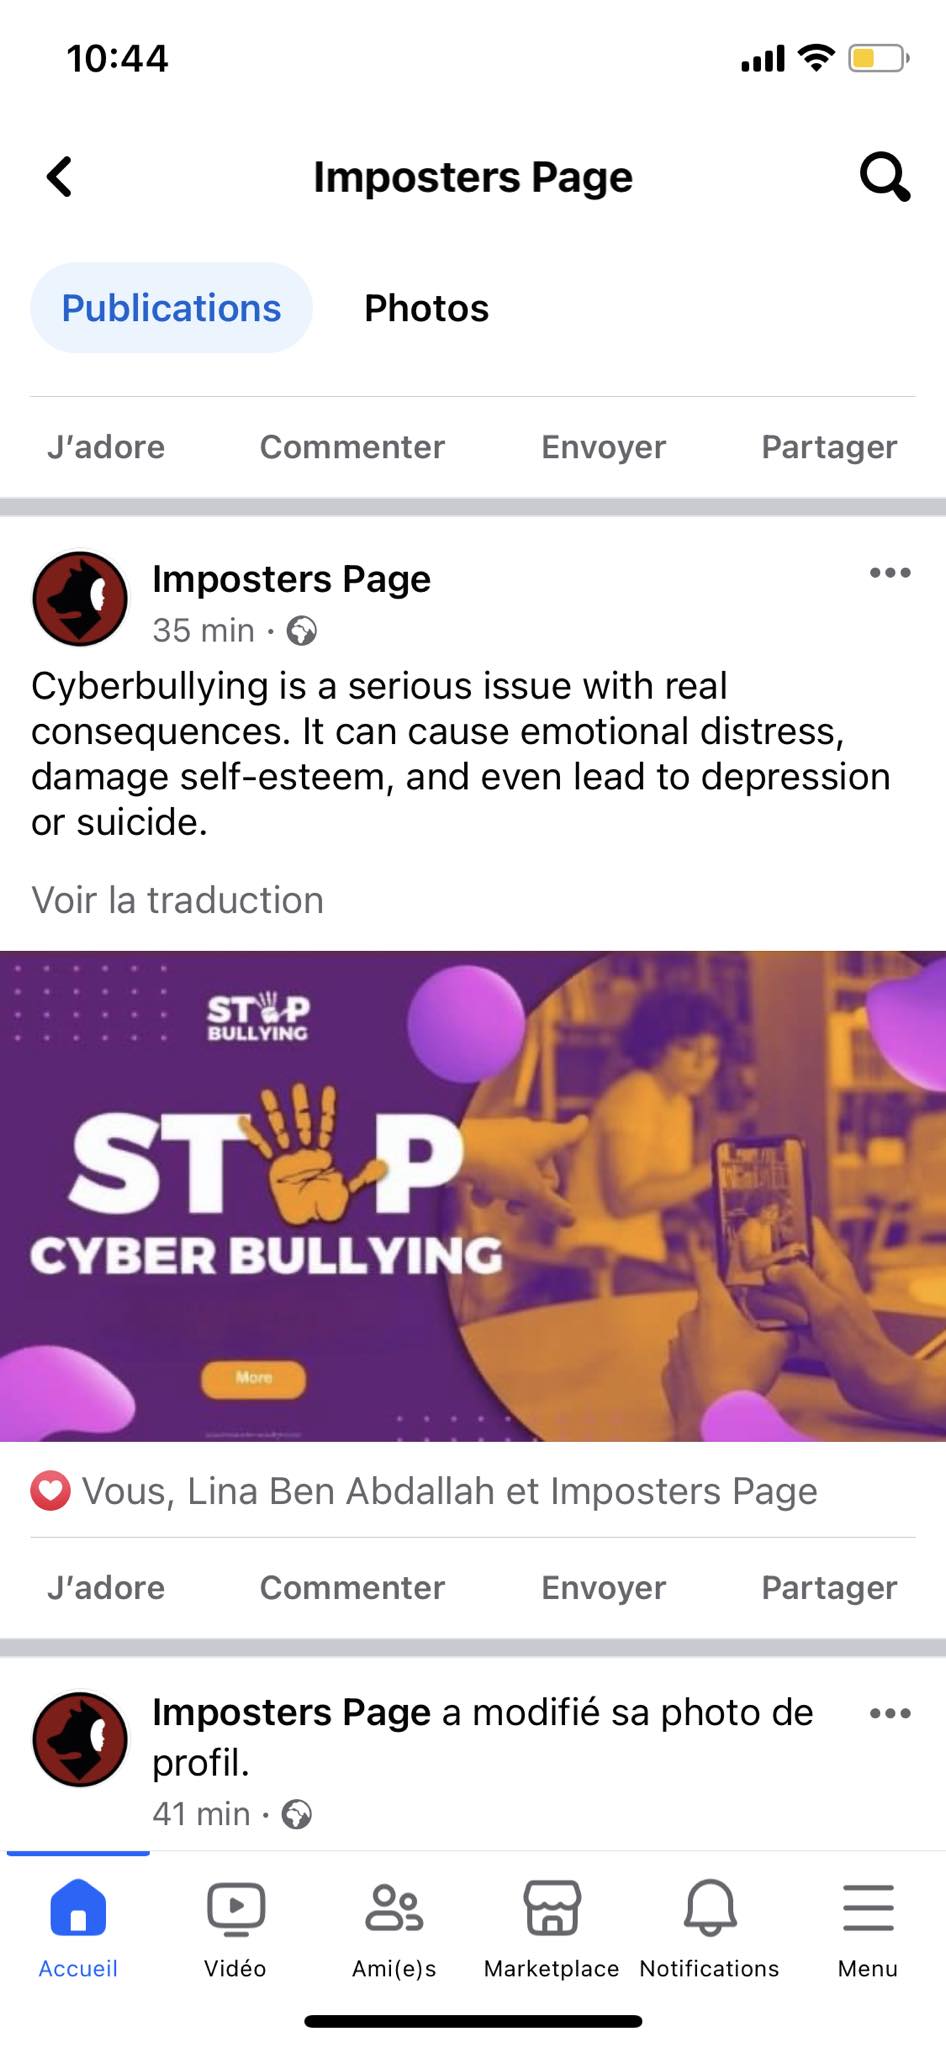 10:44
Imposters Page
Publications
Photos
J'adore
Commenter
Envoyer
Partager
Imposters Page
35 min ·
Cyberbullying is a serious issue with real
consequences. It can cause emotional distress,
damage self-esteem, and even lead to depression
or suicide.
Voir la traduction
STOP
BULLYING
STOP
CYBER BULLYING
More
Vous, Lina Ben Abdallah et Imposters Page
J'adore
Commenter
Envoyer
Partager
Imposters Page a modifié sa photo de
profil.
41 min ·
Accueil
Vidéo
Ami(e)s
Marketplace
Notifications
Menu